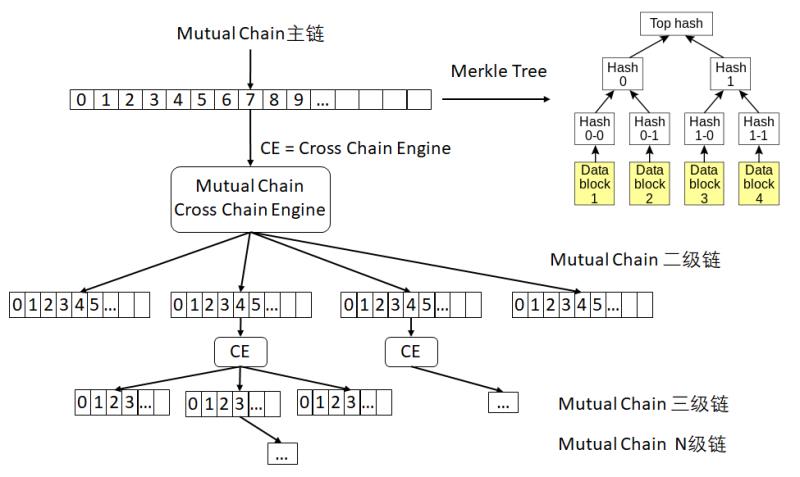 Mutual Chain主链
0 1 2 3 4 5 6 7 8 9 ...
Merkle Tree
Top hash
Hash
0
Hash
1
Hash
0-0
Hash
0-1
Hash
1-0
Hash
1-1
Data
block
1
Data
block
2
Data
block
3
Data
block
4
CE = Cross Chain Engine
Mutual Chain
Cross Chain Engine
Mutual Chain 二级链
0 1 2 3 4 5 ...
0 1 2 3 4 5 ...
0 1 2 3 4 5 ...
0 1 2 3 4 5 ...
CE
CE
0 1 2 3 ...
0 1 2 3 ...
0 1 2 3 ...
...
Mutual Chain 三级链
Mutual Chain N级链
...